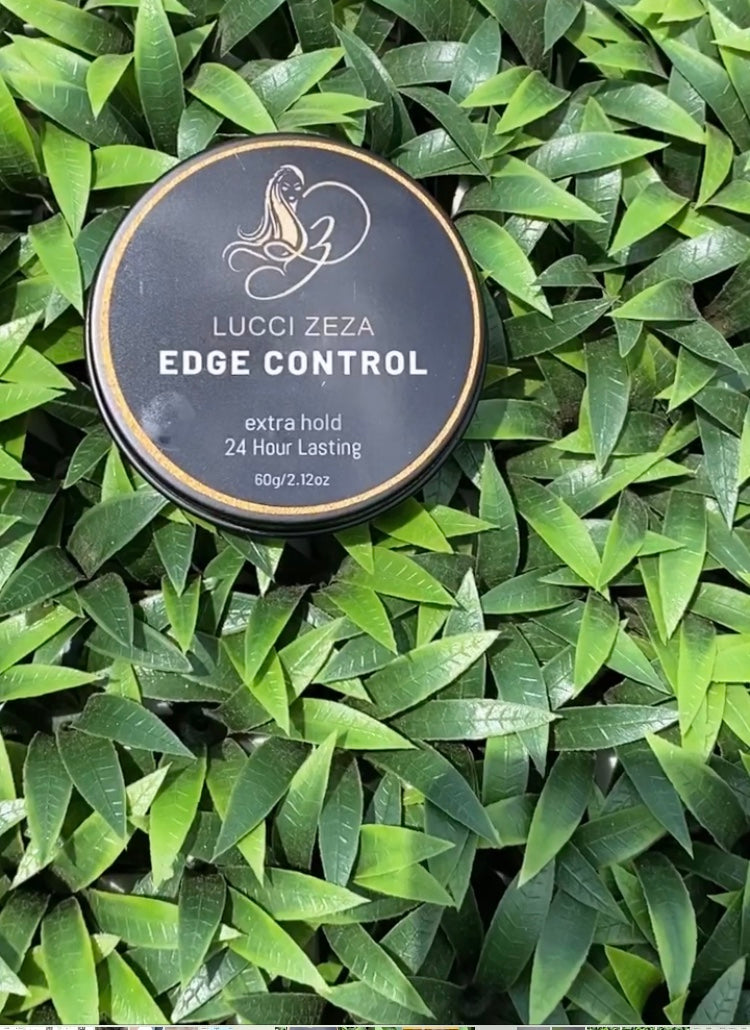 LUCCI ZEZA
EDGE CONTROL
extra hold
24 Hour Lasting
60g/2.12oz